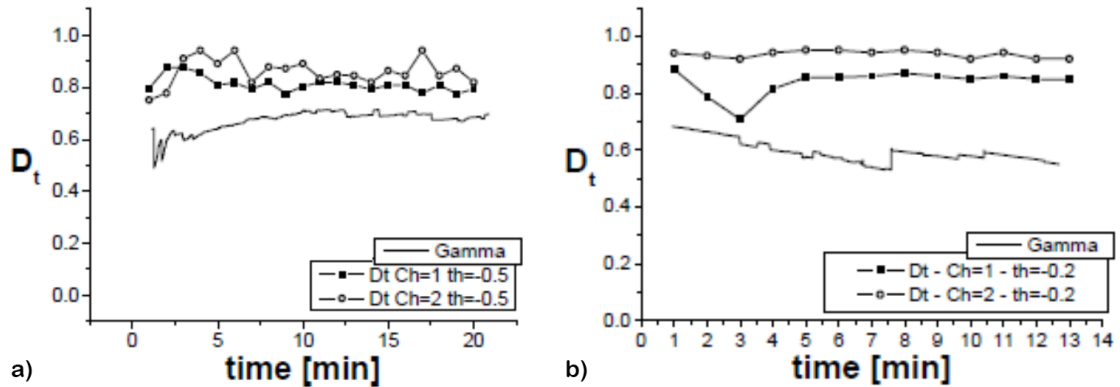 1.0
0.8
0.6
0.4
0.2
0.0
D_t
Gamma
Dt Ch=1 th=-0.5
Dt Ch=2 th=-0.5
0 5 10 15 20
time [min]
a)
1.0
0.8
0.6
0.4
0.2
0.0
D_t
Gamma
Dt - Ch=1 - th=-0.2
Dt - Ch=2 - th=-0.2
0 1 2 3 4 5 6 7 8 9 10 11 12 13 14
time [min]
b)